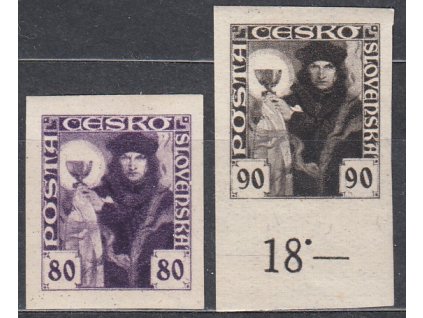 POŠTA ČESKO SLOVENSKÁ
80 80
POŠTA ČESKO SLOVENSKÁ
90 90
18·—